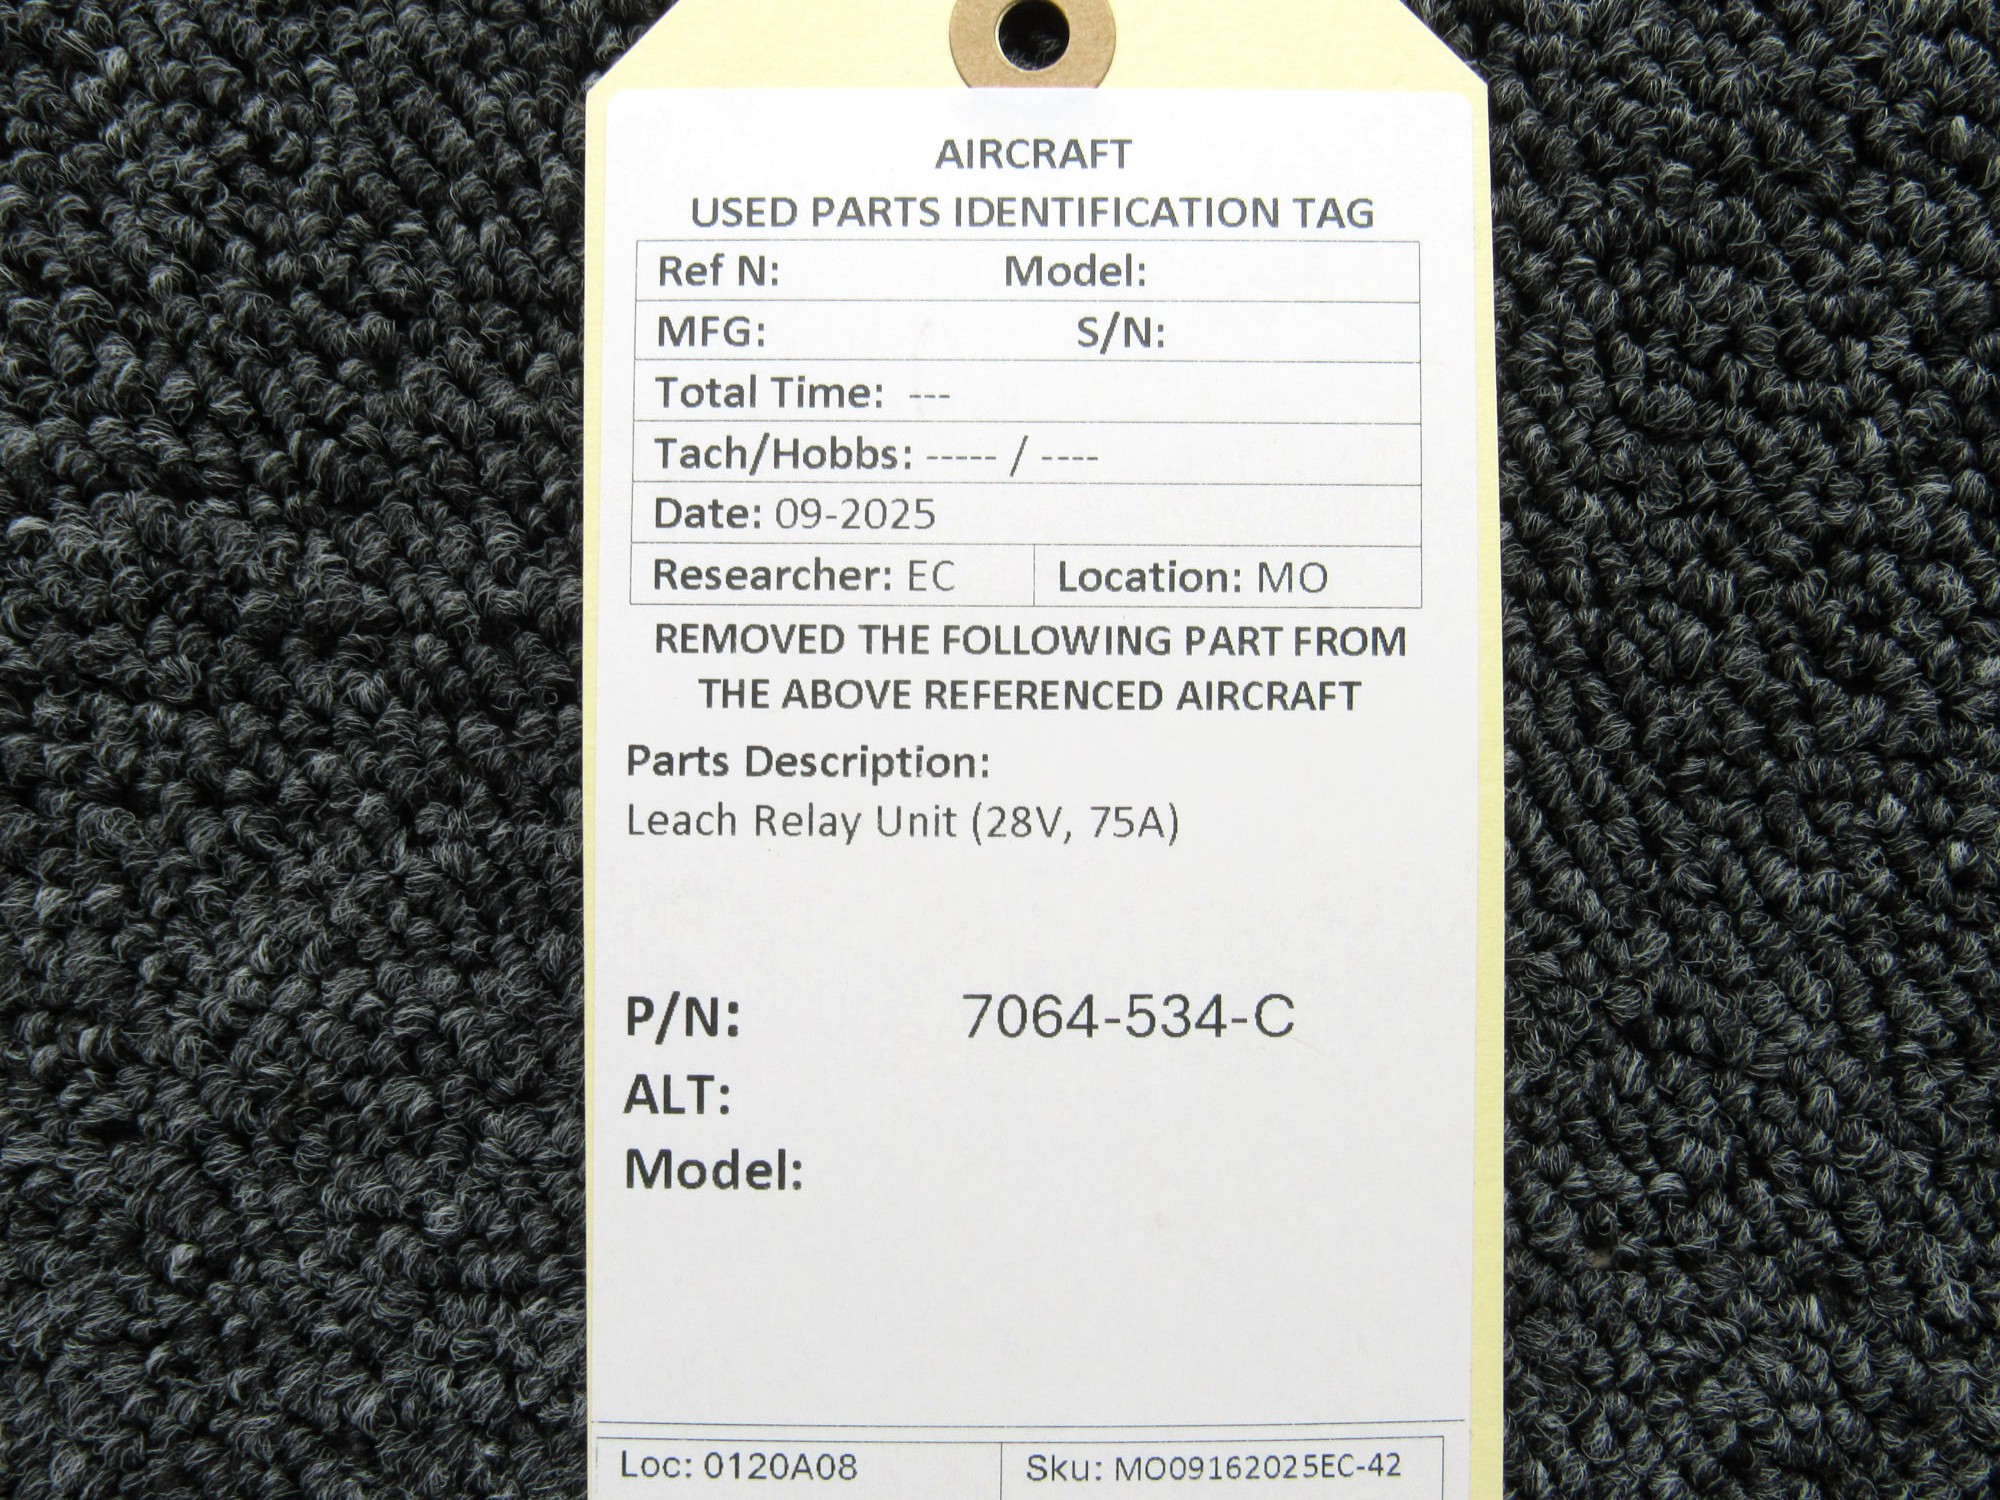 AIRCRAFT
USED PARTS IDENTIFICATION TAG
Ref N: Model:
MFG: S/N:
Total Time: ---
Tach/Hobbs: ----- / ----
Date: 09-2025
Researcher: EC Location: MO
REMOVED THE FOLLOWING PART FROM
THE ABOVE REFERENCED AIRCRAFT
Parts Description:
Leach Relay Unit (28V, 75A)
P/N: 7064-534-C
ALT:
Model:
Loc: 0120A08 Sku: MO09162025EC-42